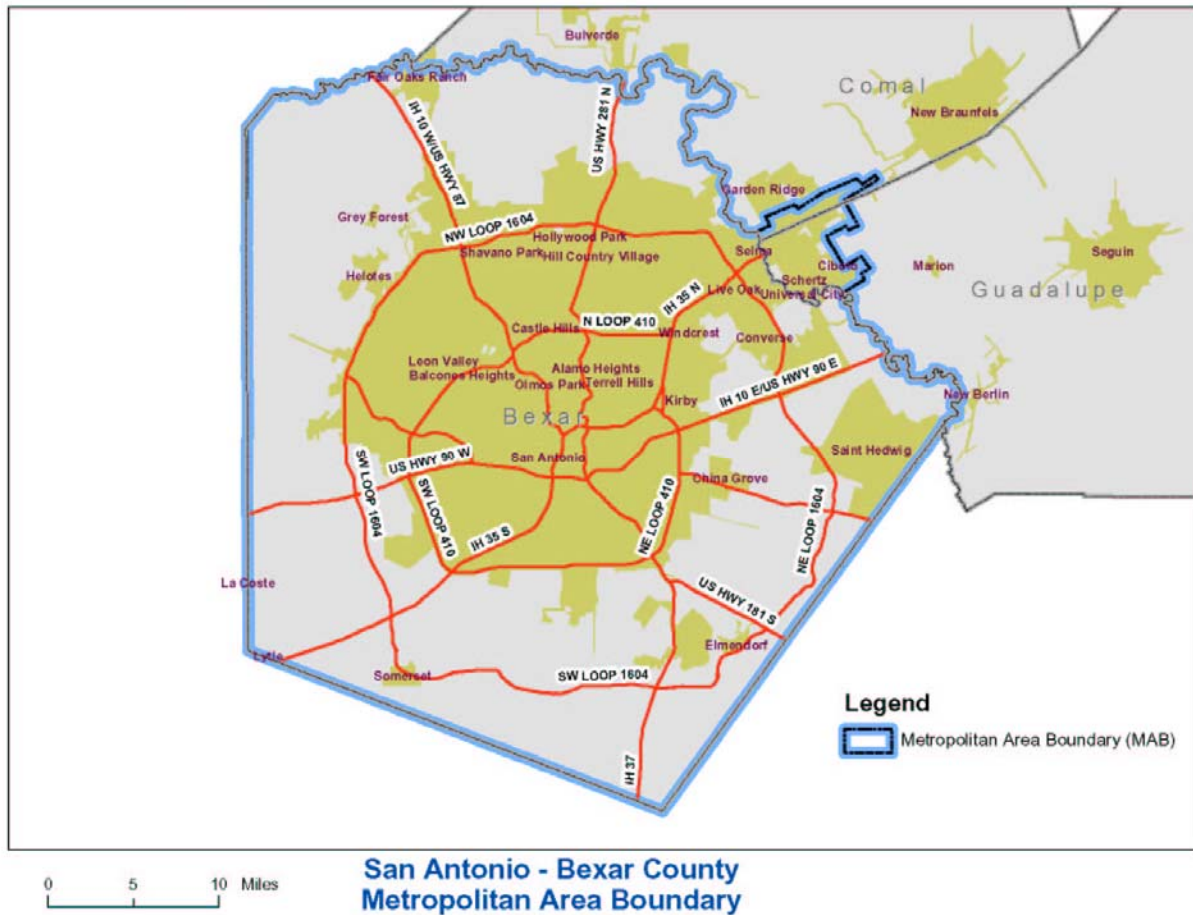 Bulverde
Fair Oaks Ranch
Comal
New Braunfels
IH 10 W/US HWY 87
US HWY 281 N
Garden Ridge
Grey Forest
NW LOOP 1604
Hollywood Park
Shavano Park
Hill Country Village
Selma
Helotes
Cibolo
Marion
Seguin
Schertz
Live Oak
Universal City
Guadalupe
IH 35 N
N LOOP 410
Castle Hills
Windcrest
Converse
Leon Valley
Balcones Heights
Alamo Heights
Olmos Park
Terrell Hills
IH 10 E/US HWY 90 E
Kirby
New Berlin
Bexar
San Antonio
US HWY 90 W
Saint Hedwig
China Grove
SW LOOP 1604
SW LOOP 410
IH 35 S
NE LOOP 410
NE LOOP 1604
La Coste
US HWY 181 S
Elmendorf
Lytle
Somerset
SW LOOP 1604
IH 37
Legend
Metropolitan Area Boundary (MAB)
0 5 10 Miles
San Antonio - Bexar County
Metropolitan Area Boundary